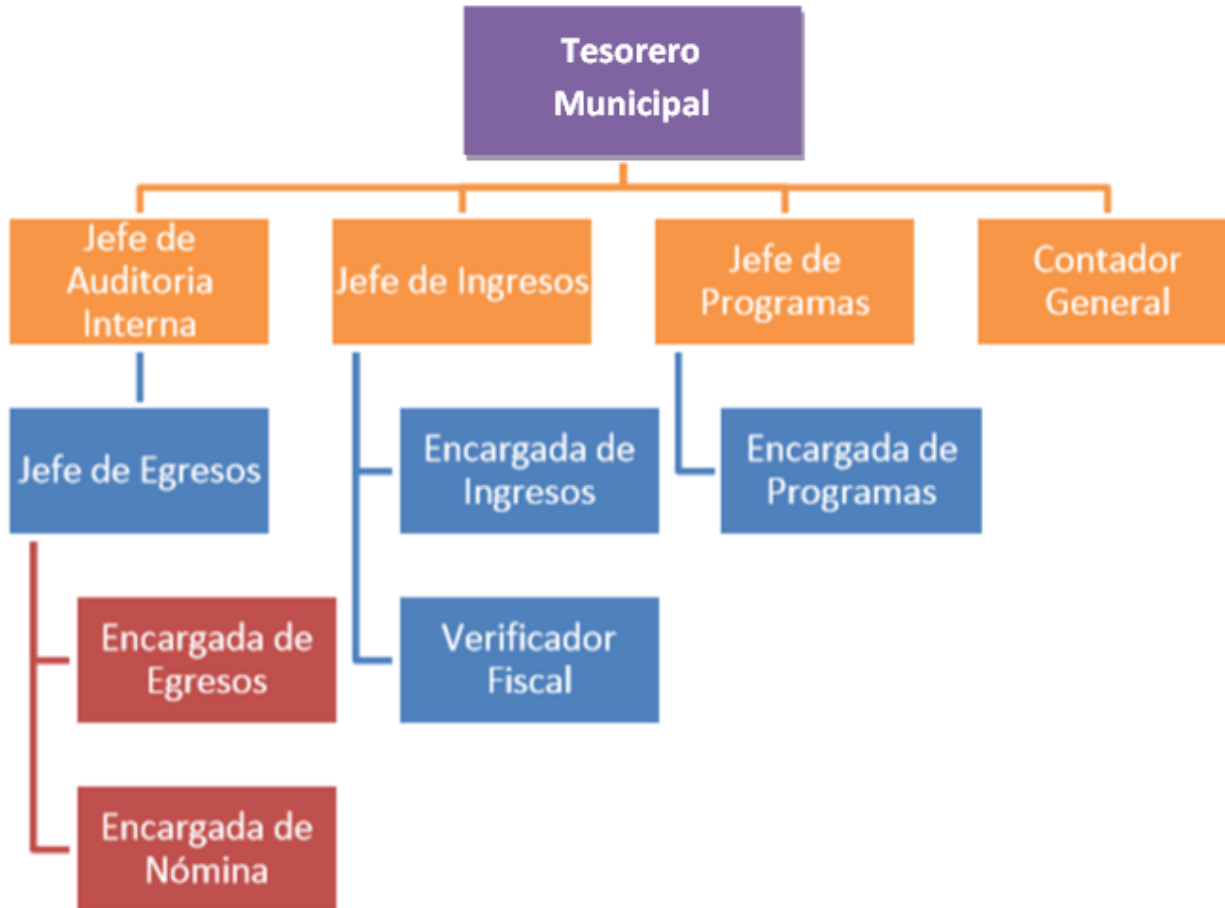 Tesorero
Municipal
Jefe de
Auditoria
Interna
Jefe de Ingresos
Jefe de
Programas
Contador
General
Jefe de Egresos
Encargada de
Ingresos
Encargada de
Programas
Encargada de
Egresos
Verificador
Fiscal
Encargada de
Nómina